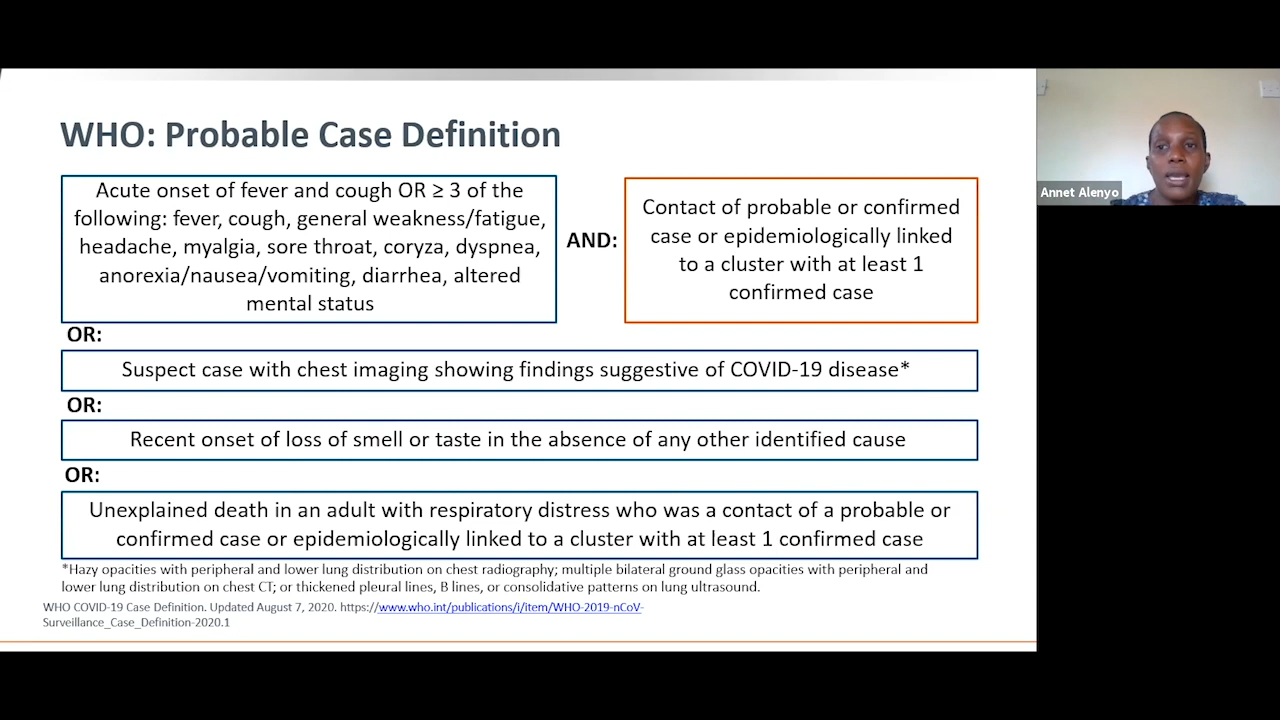 WHO: Probable Case Definition
Acute onset of fever and cough OR ≥ 3 of the
following: fever, cough, general weakness/fatigue,
headache, myalgia, sore throat, coryza, dyspnea,
anorexia/nausea/vomiting, diarrhea, altered
mental status
AND:
Contact of probable or confirmed
case or epidemiologically linked
to a cluster with at least 1
confirmed case
OR:
Suspect case with chest imaging showing findings suggestive of COVID-19 disease*
OR:
Recent onset of loss of smell or taste in the absence of any other identified cause
OR:
Unexplained death in an adult with respiratory distress who was a contact of a probable or
confirmed case or epidemiologically linked to a cluster with at least 1 confirmed case
*Hazy opacities with peripheral and lower lung distribution on chest radiography; multiple bilateral ground glass opacities with peripheral and
lower lung distribution on chest CT; or thickened pleural lines, B lines, or consolidative patterns on lung ultrasound.
WHO COVID-19 Case Definition. Updated August 7, 2020. https://www.who.int/publications/i/item/WHO-2019-nCoV-
Surveillance_Case_Definition-2020.1
Annet Alenyo